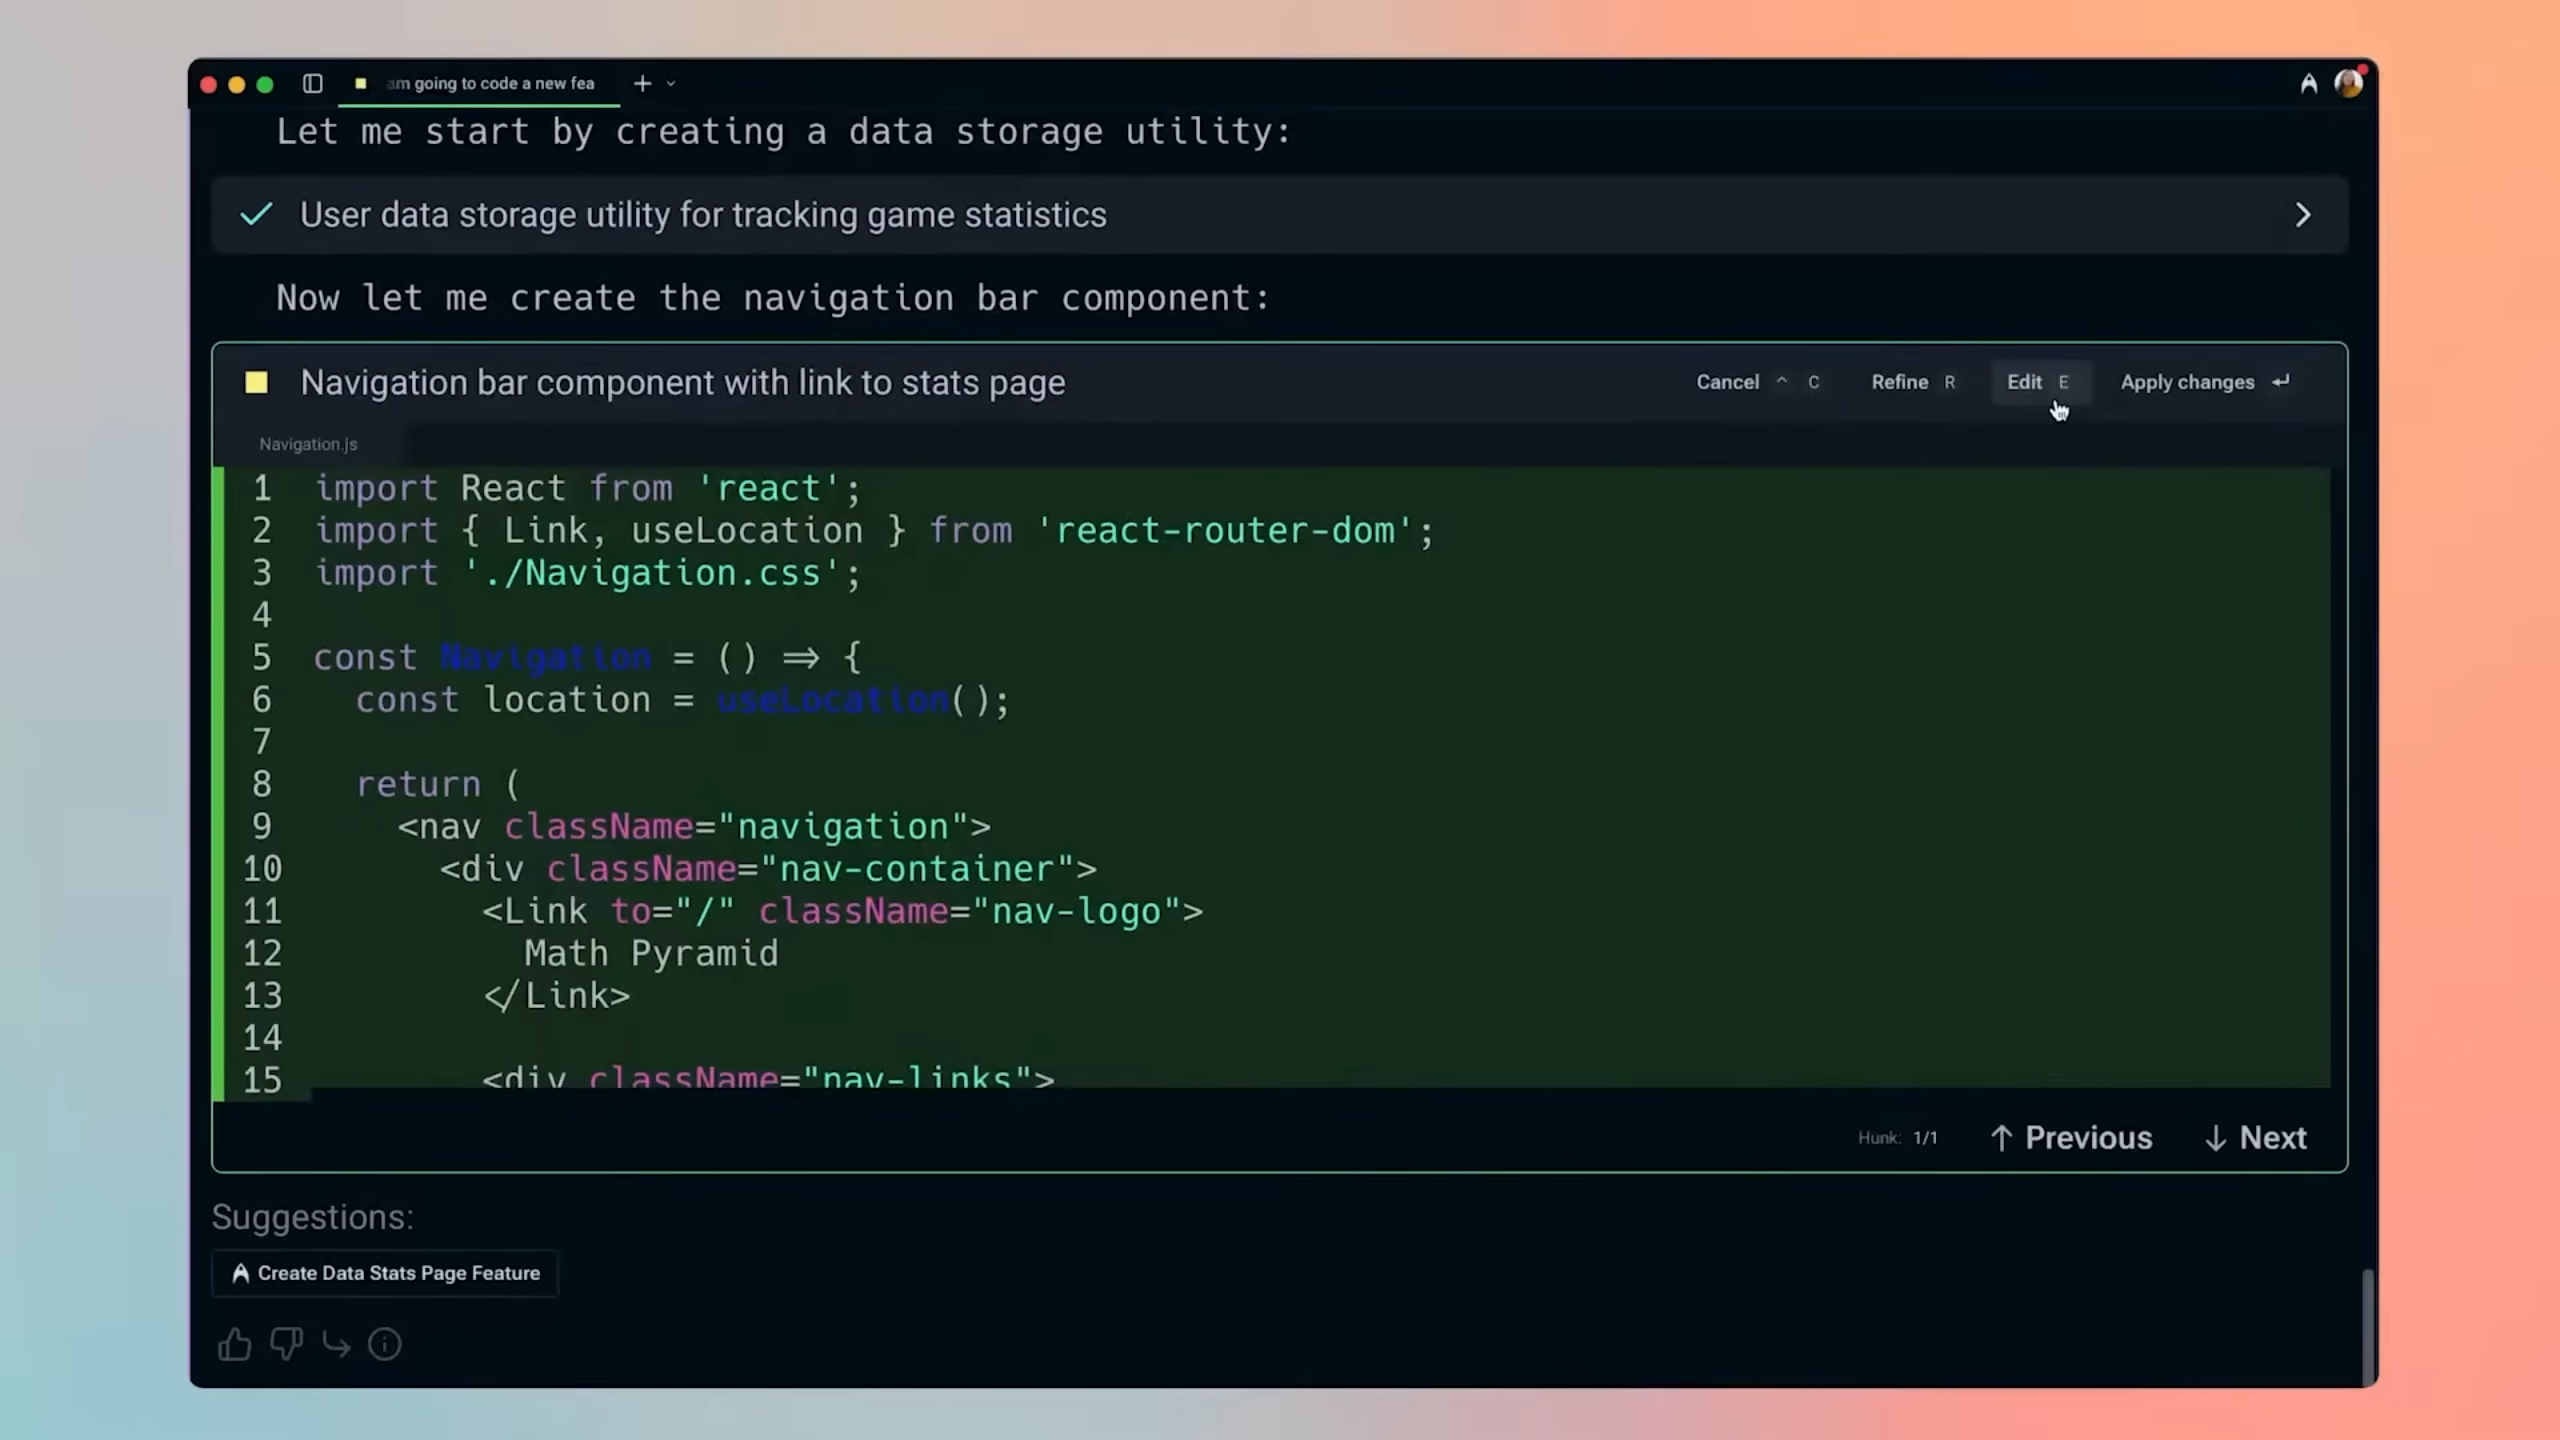 am going to code a new fea
Let me start by creating a data storage utility:
User data storage utility for tracking game statistics
Now let me create the navigation bar component:
Navigation bar component with link to stats page
Cancel ^ C Refine R Edit E Apply changes ↵
Navigation.js
1 import React from 'react';
2 import { Link, useLocation } from 'react-router-dom';
3 import './Navigation.css';
4
5 const Navigation = () => {
6 const location = useLocation();
7
8 return (
9 <nav className="navigation">
10 <div className="nav-container">
11 <Link to="/" className="nav-logo">
12 Math Pyramid
13 </Link>
14
15 <div className="nav-links">
Hunk: 1/1 ↑ Previous ↓ Next
Suggestions:
Create Data Stats Page Feature